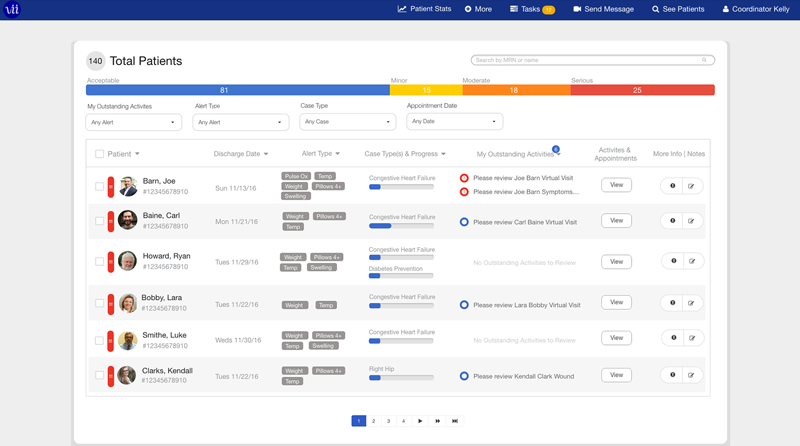 vii
Patient Stats
More
Tasks
12
Send Message
See Patients
Coordinator Kelly
140 Total Patients
Search by MRN or name
Acceptable
Minor
Moderate
Serious
81
15
18
25
My Outstanding Activites
Alert Type
Case Type
Appointment Date
Any Alert
Any Alert
Any Case
Any Date
Patient
Discharge Date
Alert Type
Case Type(s) & Progress
My Outstanding Activities
6
Activites & Appointments
More Info | Notes
Barn, Joe
#12345678910
Sun 11/13/16
Pulse Ox Temp
Weight Pillows 4+
Swelling
Congestive Heart Failure
Please review Joe Barn Virtual Visit
Please review Joe Barn Symptoms...
View
Baine, Carl
#12345678910
Mon 11/21/16
Weight Pillows 4+
Temp
Congestive Heart Failure
Please review Carl Baine Virtual Visit
View
Howard, Ryan
#12345678910
Tues 11/29/16
Weight Pillows 4+
Temp Swelling
Congestive Heart Failure
Diabetes Prevention
No Outstanding Activities to Review
View
Bobby, Lara
#12345678910
Tues 11/22/16
Weight Temp
Congestive Heart Failure
Please review Lara Bobby Virtual Visit
View
Smithe, Luke
#12345678910
Weds 11/30/16
Weight Pillows 4+
Temp Swelling
Congestive Heart Failure
No Outstanding Activities to Review
View
Clarks, Kendall
#12345678910
Tues 11/22/16
Weight Pillows 4+
Temp
Right Hip
Please review Kendall Clark Wound
View
1 2 3 4